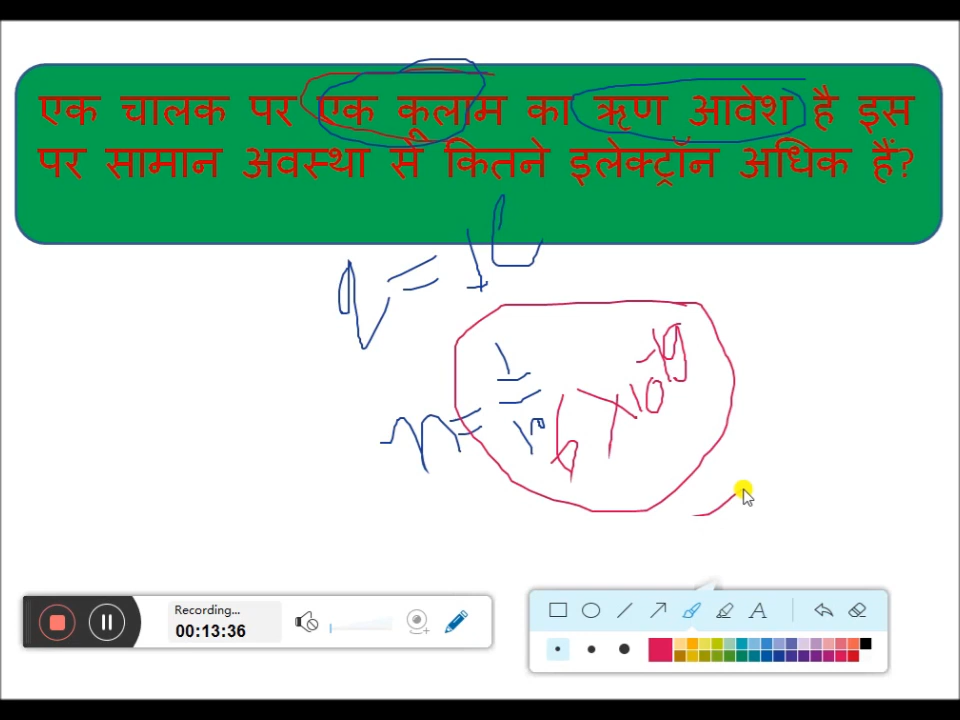 एक चालक पर एक कूलाम का ऋण आवेश है इस
पर सामान अवस्था से कितने इलेक्ट्रॉन अधिक हैं?
q = 1C
n = 1
1.6 × 10⁻¹⁹
Recording...
00:13:36
A